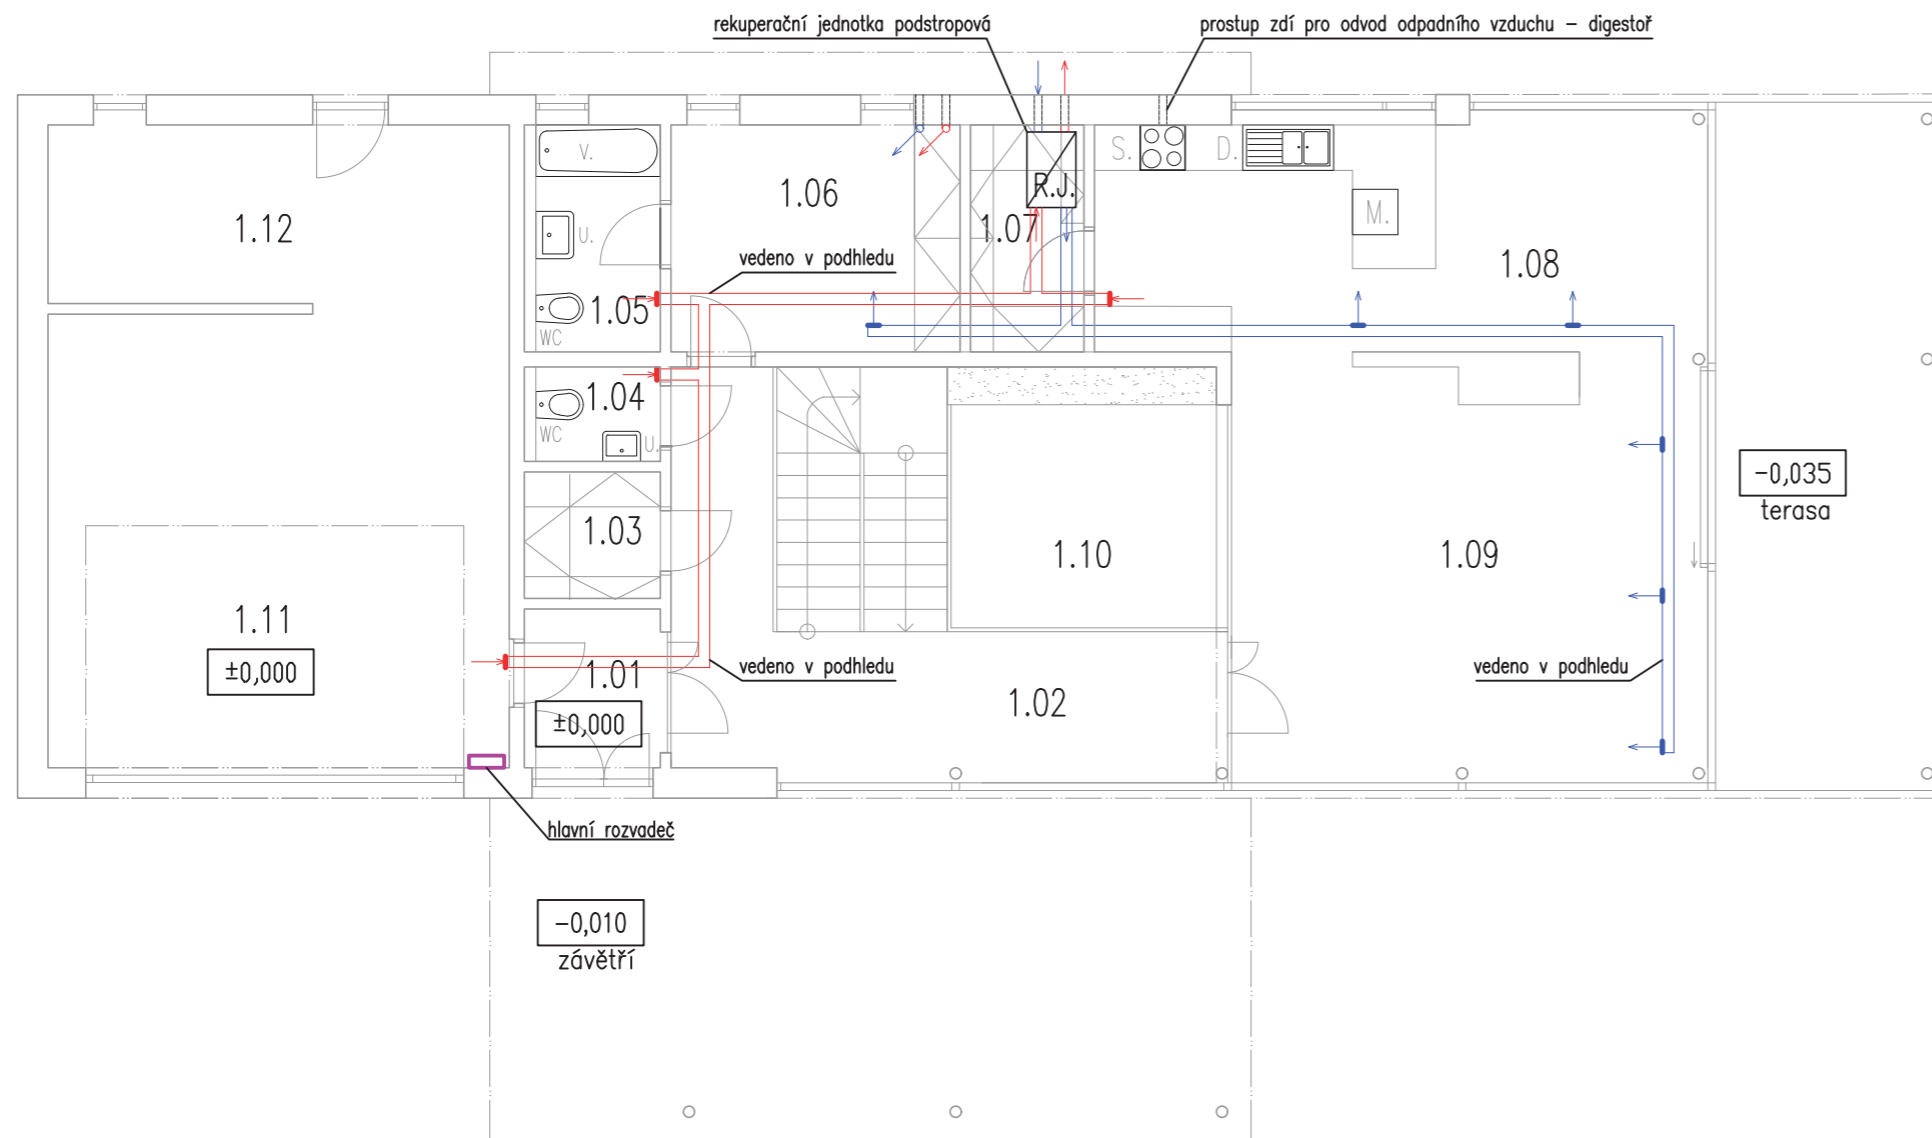 rekuperační jednotka podstropová
prostup zdí pro odvod odpadního vzduchu – digestoř
V.
S.
D.
R.J.
1.06
M.
1.12
U.
1.07
vedeno v podhledu
1.08
1.05
WC
1.04
WC
U.
-0,035
terasa
1.03
1.10
1.09
1.11
±0,000
1.01
vedeno v podhledu
vedeno v podhledu
1.02
±0,000
hlavní rozvadeč
-0,010
závětří